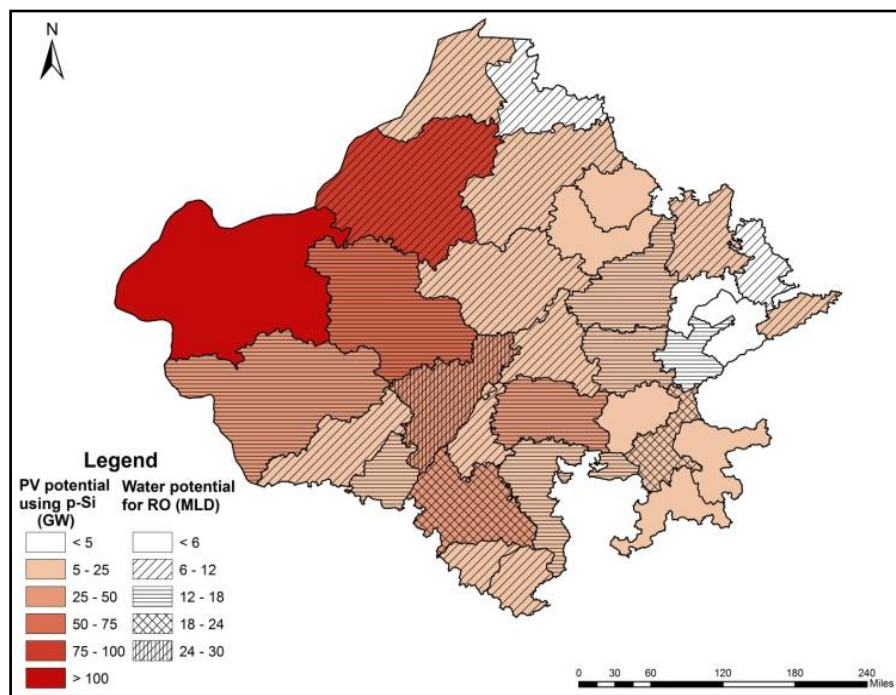 N
Legend
PV potential using p-Si (GW)
< 5
5 - 25
25 - 50
50 - 75
75 - 100
> 100
Water potential for RO (MLD)
< 6
6 - 12
12 - 18
18 - 24
24 - 30
0 15 30 60 120 180 240
Miles